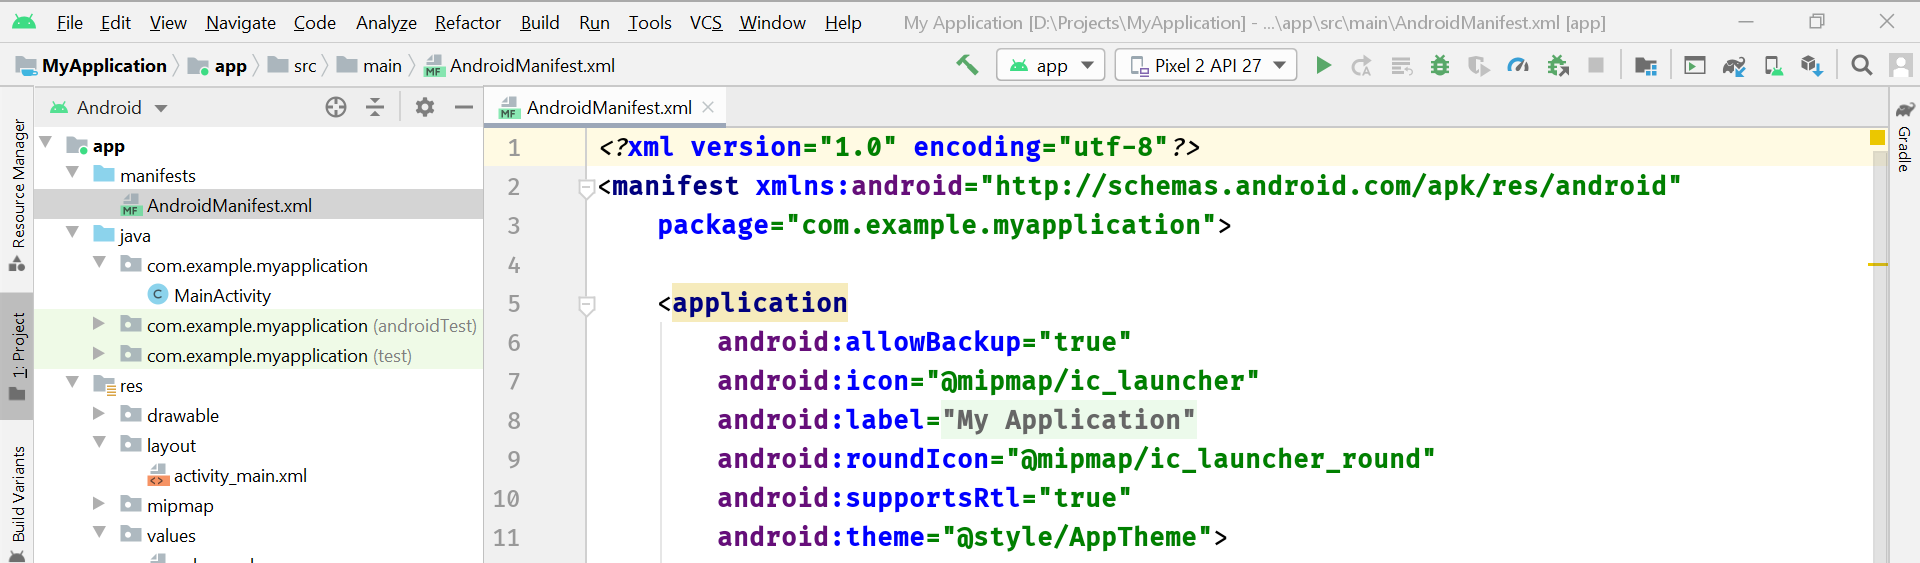 File Edit View Navigate Code Analyze Refactor Build Run Tools VCS Window Help My Application [D:\Projects\MyApplication] - ...\app\src\main\AndroidManifest.xml [app]
MyApplication app src main AndroidManifest.xml app Pixel 2 API 27
Android
AndroidManifest.xml
Resource Manager
1: Project
Build Variants
app
manifests
MF AndroidManifest.xml
java
com.example.myapplication
C MainActivity
com.example.myapplication (androidTest)
com.example.myapplication (test)
res
drawable
layout
activity_main.xml
mipmap
values
1 <?xml version="1.0" encoding="utf-8"?>
2 <manifest xmlns:android="http://schemas.android.com/apk/res/android"
3 package="com.example.myapplication">
4
5 <application
6 android:allowBackup="true"
7 android:icon="@mipmap/ic_launcher"
8 android:label="My Application"
9 android:roundIcon="@mipmap/ic_launcher_round"
10 android:supportsRtl="true"
11 android:theme="@style/AppTheme">
Gradle